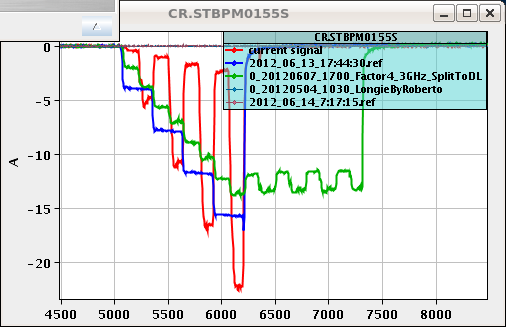 CR.STBPM0155S
CR.STBPM0155S
current signal
2012_06_13_17:44:30.ref
0_20120607_1700_Factor4_3GHz_SplitToDL
0_20120504_1030_LongieByRoberto
2012_06_14_7:17:15.ref
A
0
-5
-10
-15
-20
4500 5000 5500 6000 6500 7000 7500 8000